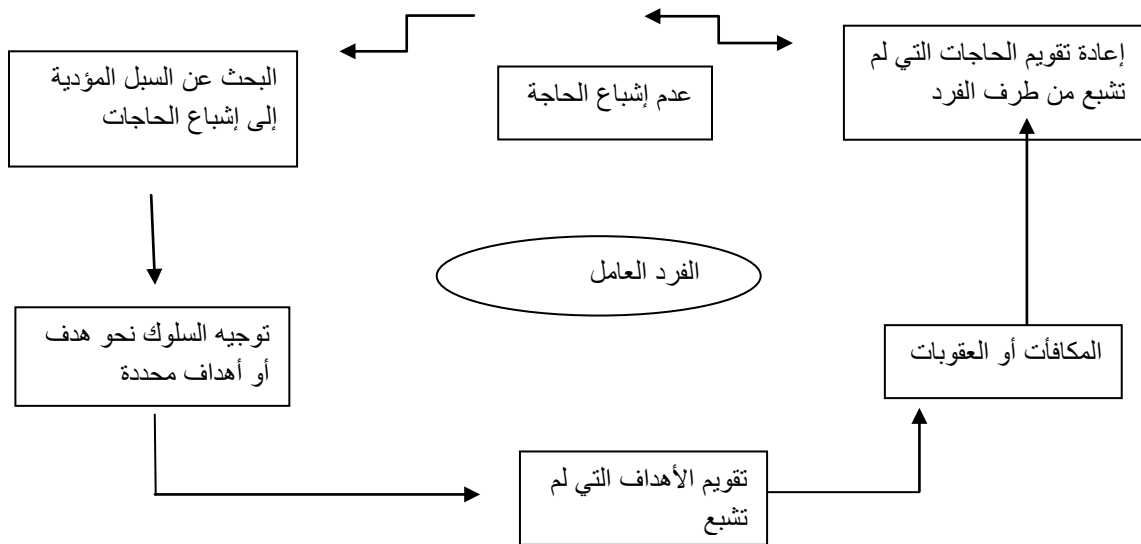 إعادة تقويم الحاجات التي لم
تشبع من طرف الفرد
عدم إشباع الحاجة
البحث عن السبل المؤدية
إلى إشباع الحاجات
الفرد العامل
توجيه السلوك نحو هدف
أو أهداف محددة
المكافأت أو العقوبات
تقويم الأهداف التي لم
تشبع